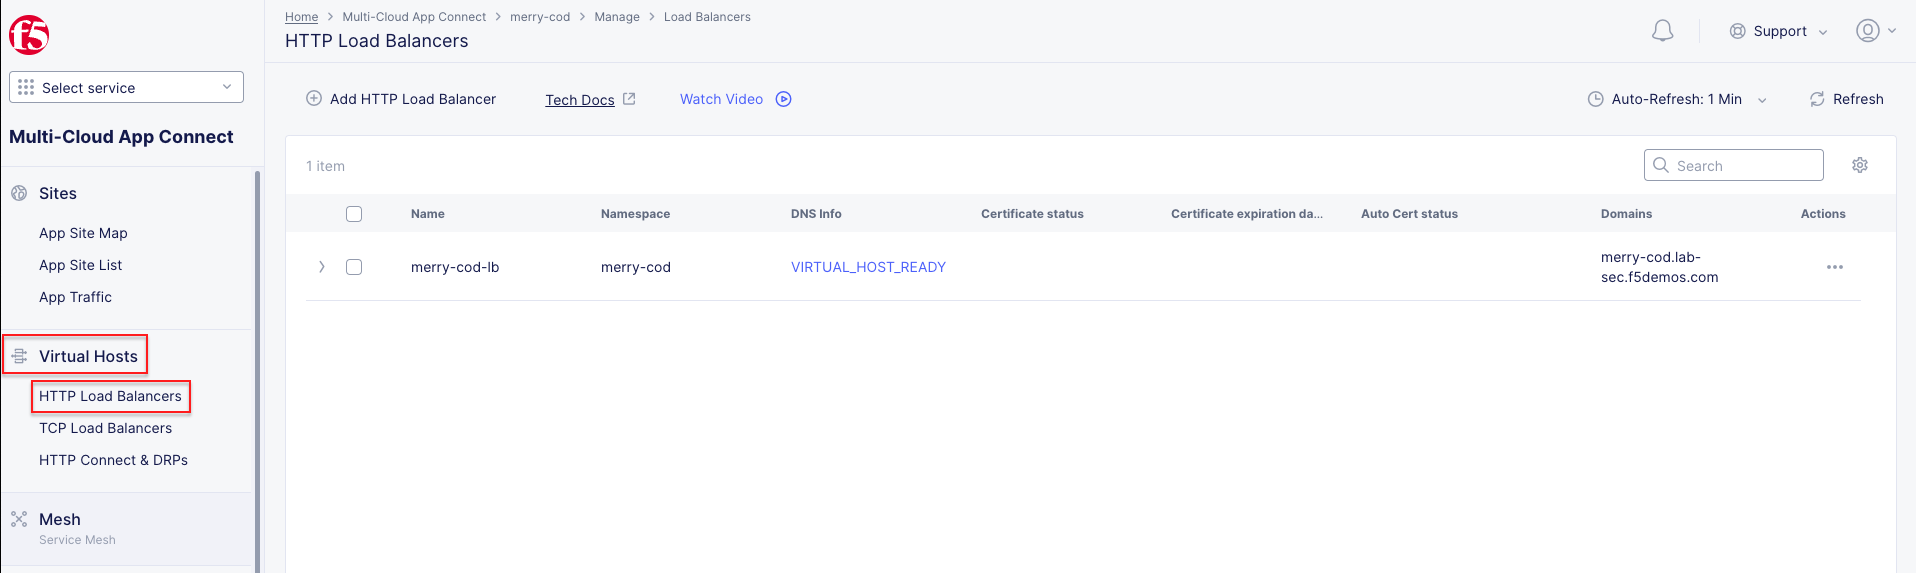 f5
Home > Multi-Cloud App Connect > merry-cod > Manage > Load Balancers
HTTP Load Balancers
Support
Select service
Multi-Cloud App Connect
Sites
App Site Map
App Site List
App Traffic
Virtual Hosts
HTTP Load Balancers
TCP Load Balancers
HTTP Connect & DRPs
Mesh
Service Mesh
Add HTTP Load Balancer
Tech Docs
Watch Video
Auto-Refresh: 1 Min
Refresh
1 item
Search
Name Namespace DNS Info Certificate status Certificate expiration da... Auto Cert status Domains Actions
merry-cod-lb merry-cod VIRTUAL_HOST_READY merry-cod.lab-
sec.f5demos.com